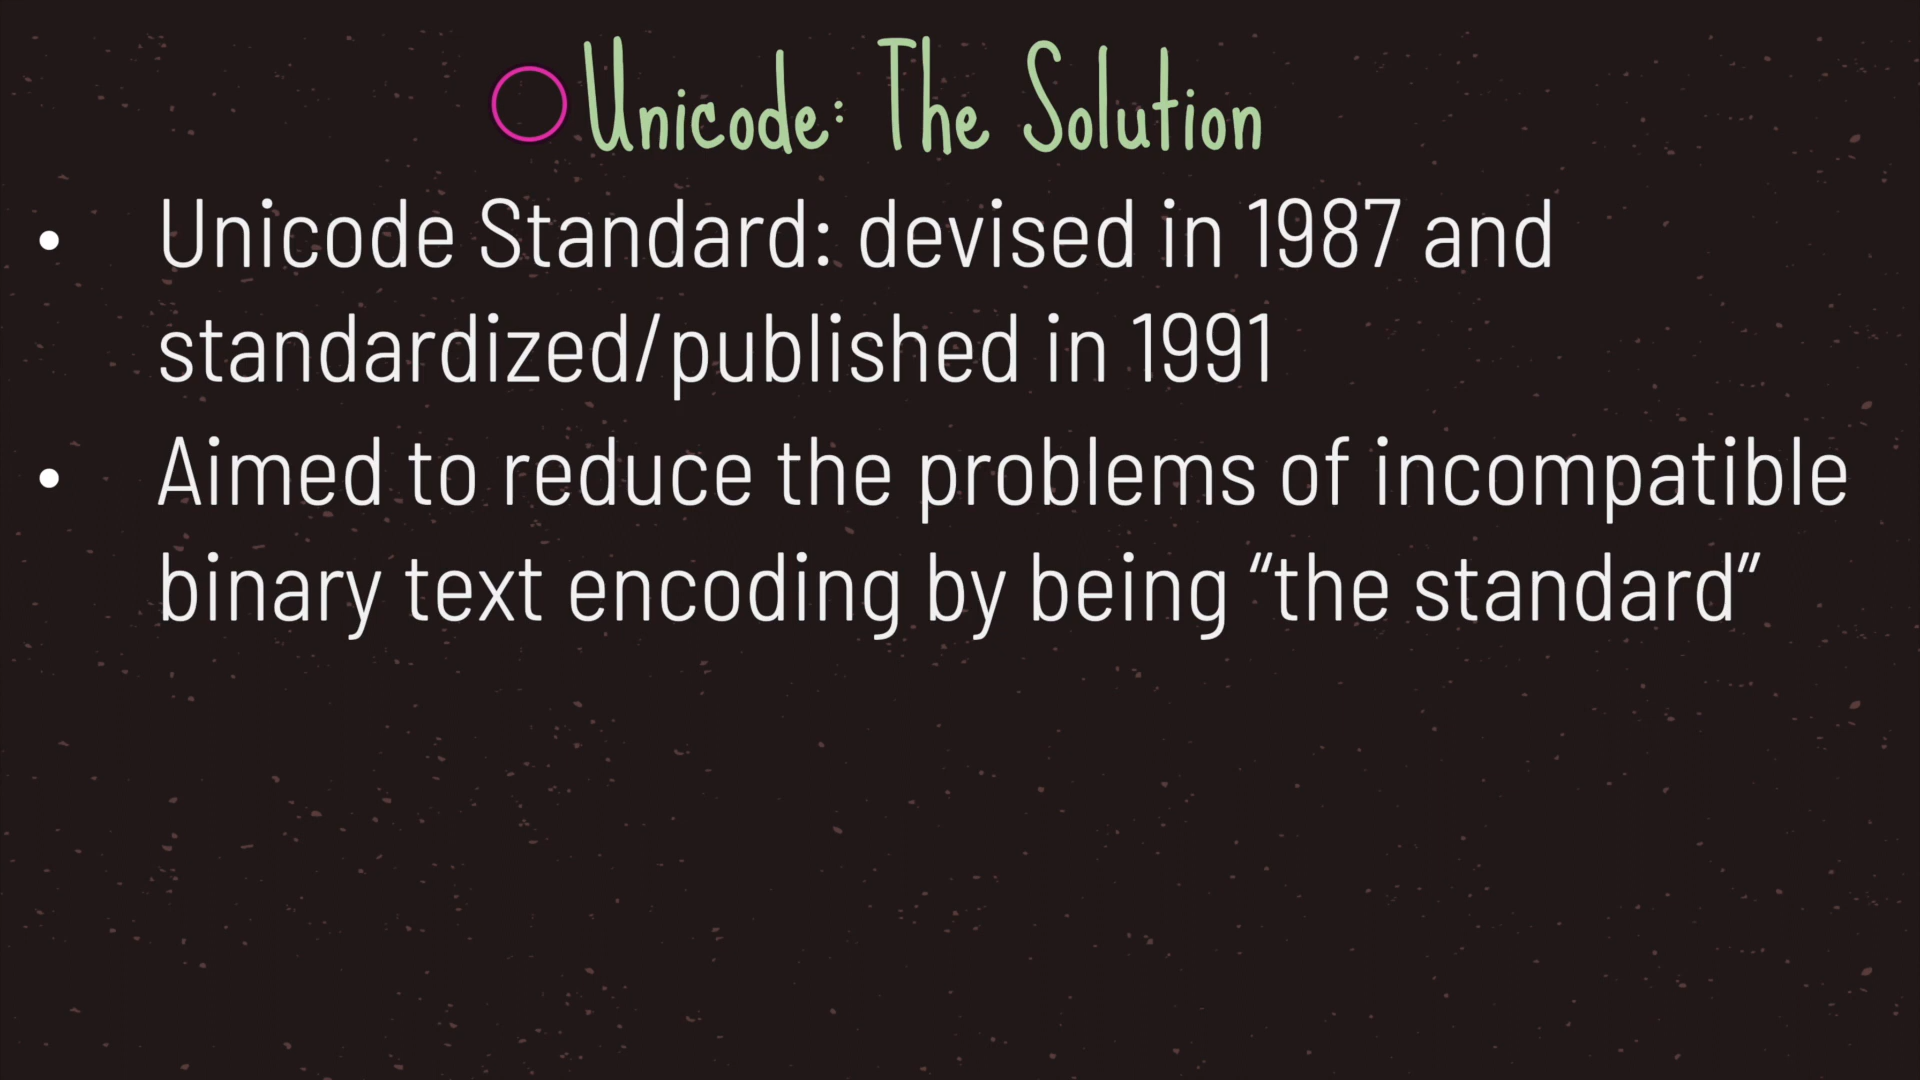 Unicode: The Solution
• Unicode Standard: devised in 1987 and
standardized/published in 1991
• Aimed to reduce the problems of incompatible
binary text encoding by being “the standard”